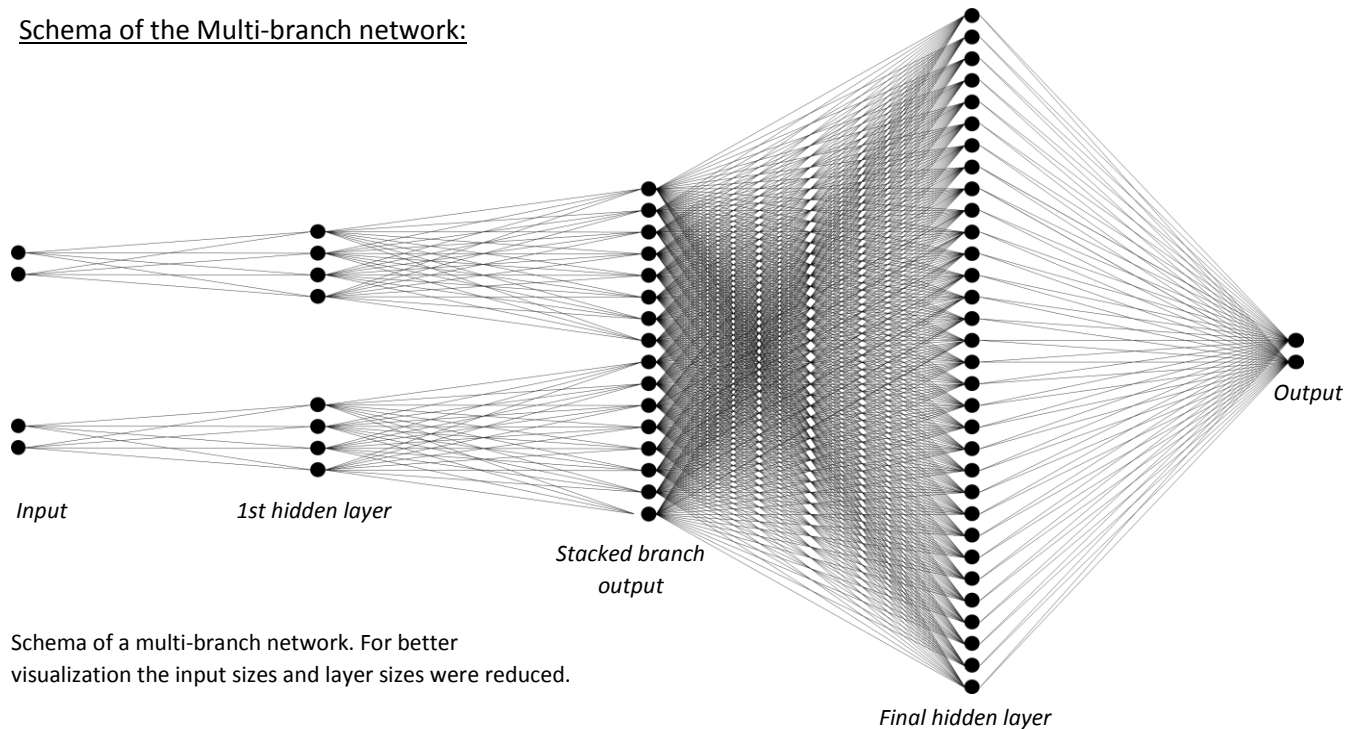 Schema of the Multi-branch network:
Input
1st hidden layer
Stacked branch
output
Output
Schema of a multi-branch network. For better
visualization the input sizes and layer sizes were reduced.
Final hidden layer